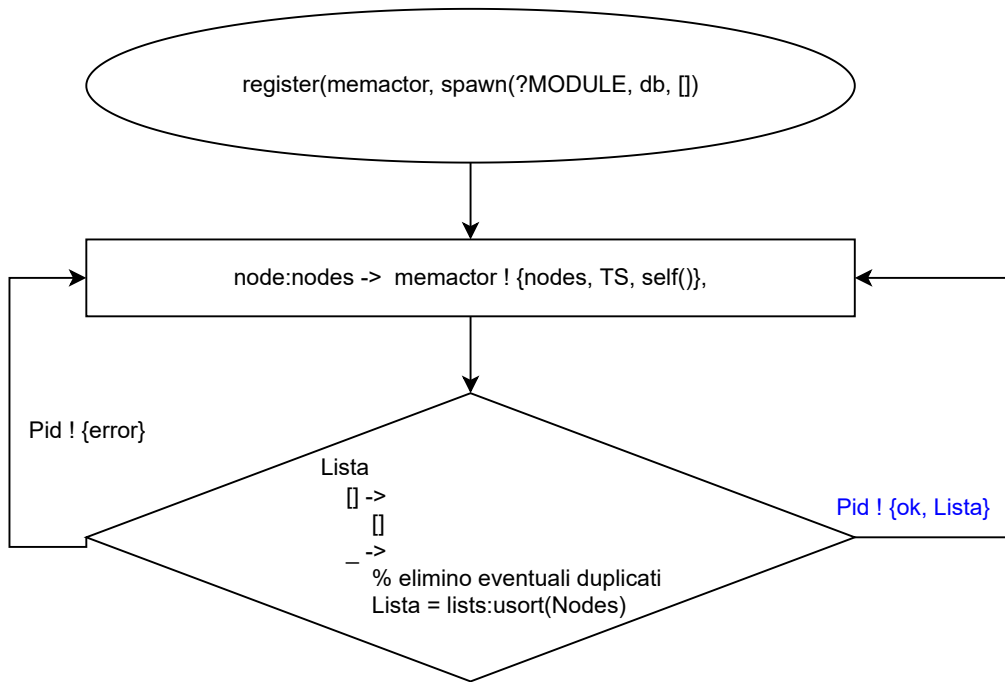 register(memactor, spawn(?MODULE, db, [])
node:nodes -> memactor ! {nodes, TS, self()},
Pid ! {error}
Lista
[] ->
[]
_ ->
% elimino eventuali duplicati
Lista = lists:usort(Nodes)
Pid ! {ok, Lista}